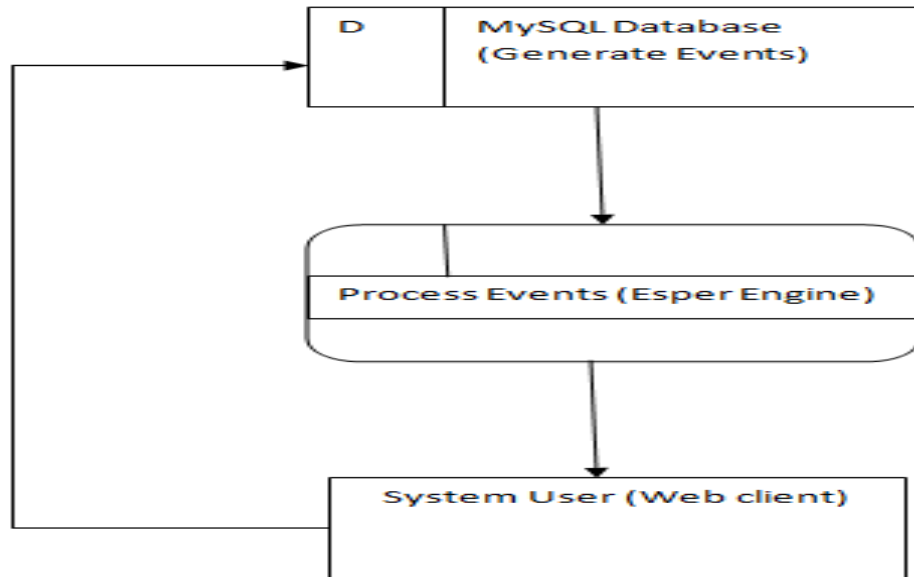 D
MySQL Database
(Generate Events)
Process Events (Esper Engine)
System User (Web client)